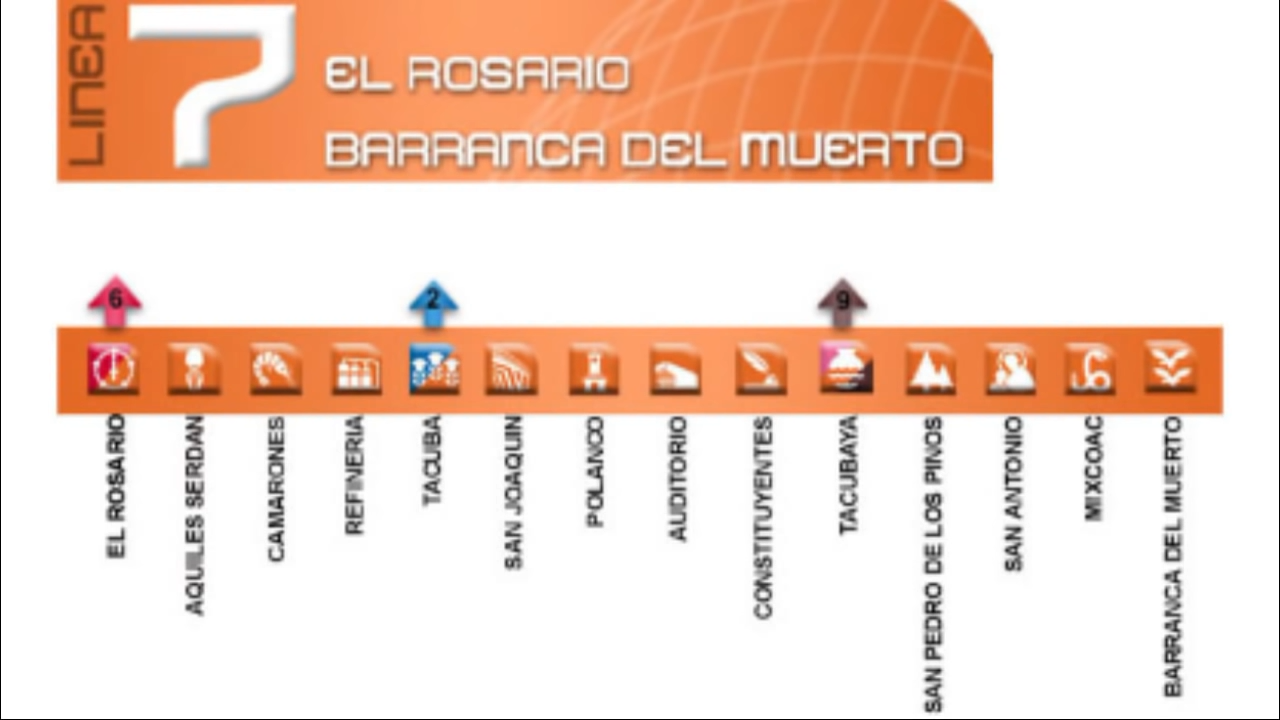 LINEA
7
EL ROSARIO
BARRANCA DEL MUERTO
6
2
9
EL ROSARIO
AQUILES SERDAN
CAMARONES
REFINERIA
TACUBA
SAN JOAQUIN
POLANCO
AUDITORIO
CONSTITUYENTES
TACUBAYA
SAN PEDRO DE LOS PINOS
SAN ANTONIO
MIXCOAC
BARRANCA DEL MUERTO